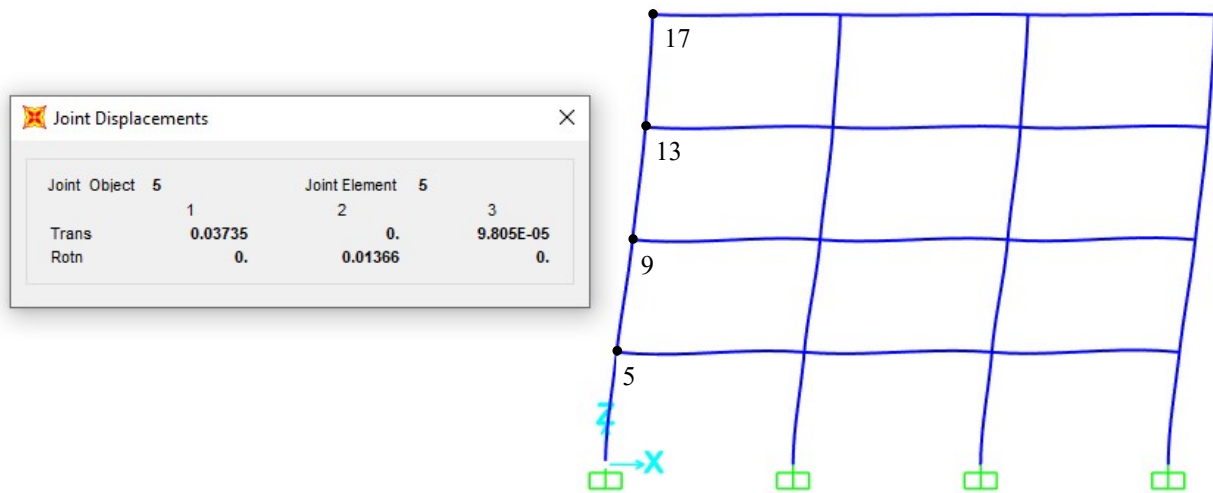 Joint Displacements
Joint Object 5 Joint Element 5
1 2 3
Trans 0.03735 0. 9.805E-05
Rotn 0. 0.01366 0.
17
13
9
5
Z
X